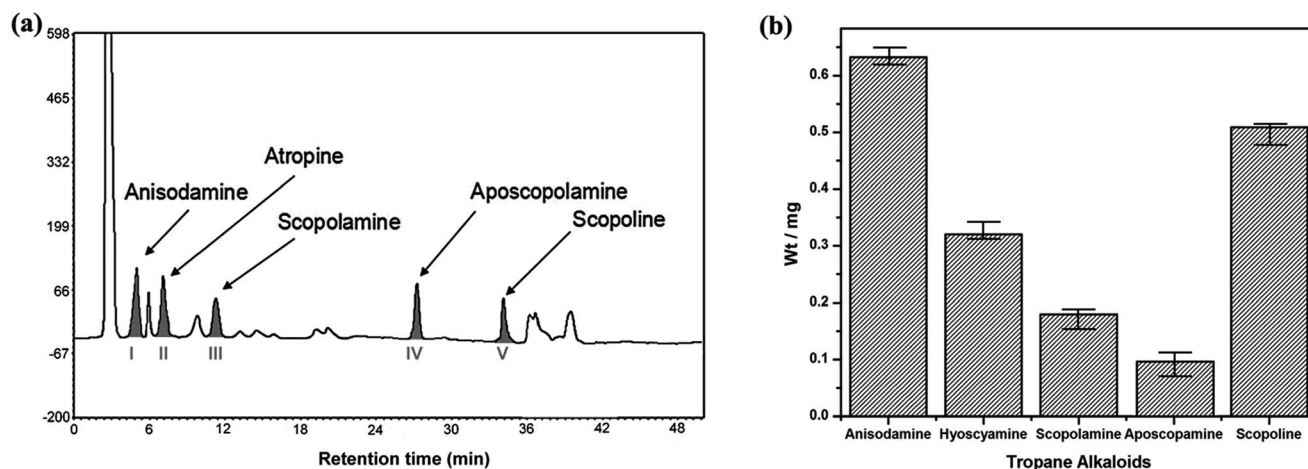 (a)
598
465
332
199
66
-67
-200
Anisodamine
Atropine
Scopolamine
Aposcopolamine
Scopoline
I II III IV V
0 6 12 18 24 30 36 42 48
Retention time (min)
(b)
Wt / mg
0.6
0.5
0.4
0.3
0.2
0.1
0.0
Anisodamine Hyoscyamine Scopolamine Aposcopamine Scopoline
Tropane Alkaloids